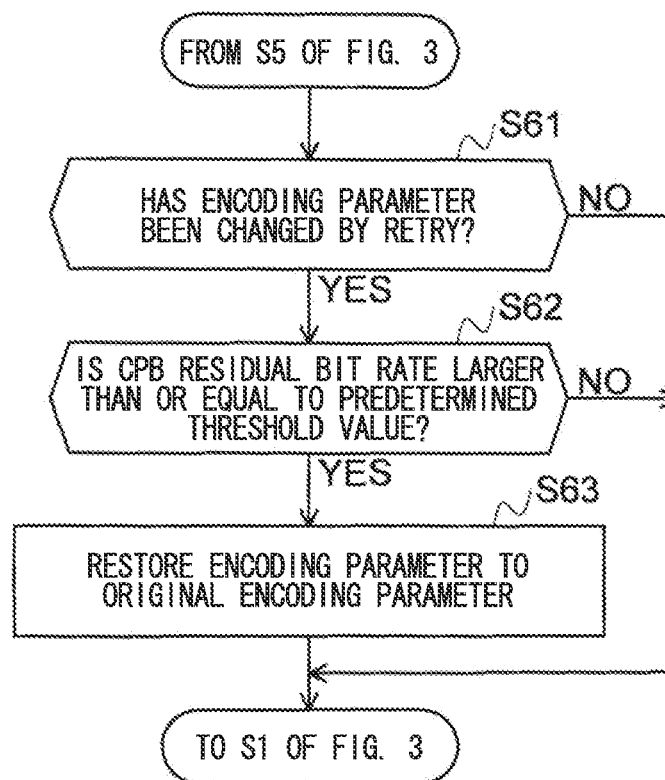 FROM S5 OF FIG. 3
S61
HAS ENCODING PARAMETER
BEEN CHANGED BY RETRY?
NO
YES
S62
IS CPB RESIDUAL BIT RATE LARGER
THAN OR EQUAL TO PREDETERMINED
THRESHOLD VALUE?
NO
YES
S63
RESTORE ENCODING PARAMETER TO
ORIGINAL ENCODING PARAMETER
TO S1 OF FIG. 3